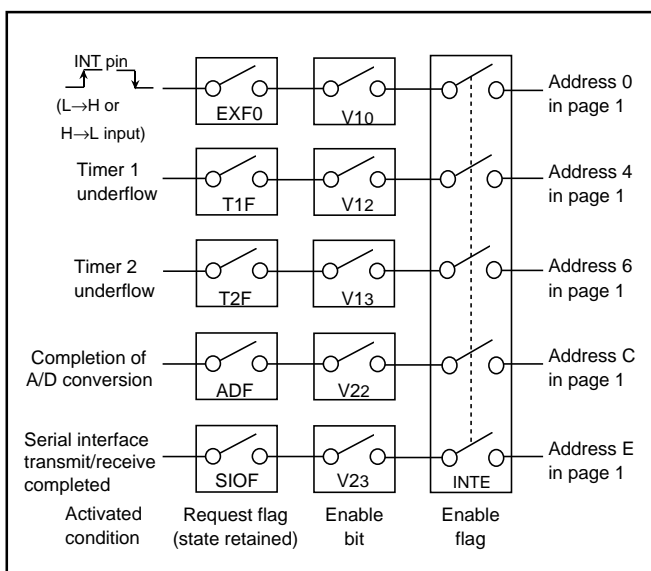 INT pin
(L→H or
H→L input)
EXF0
V10
Address 0
in page 1
Timer 1
underflow
T1F
V12
Address 4
in page 1
Timer 2
underflow
T2F
V13
Address 6
in page 1
Completion of
A/D conversion
ADF
V22
Address C
in page 1
Serial interface
transmit/receive
completed
SIOF
V23
INTE
Address E
in page 1
Activated
condition
Request flag
(state retained)
Enable
bit
Enable
flag